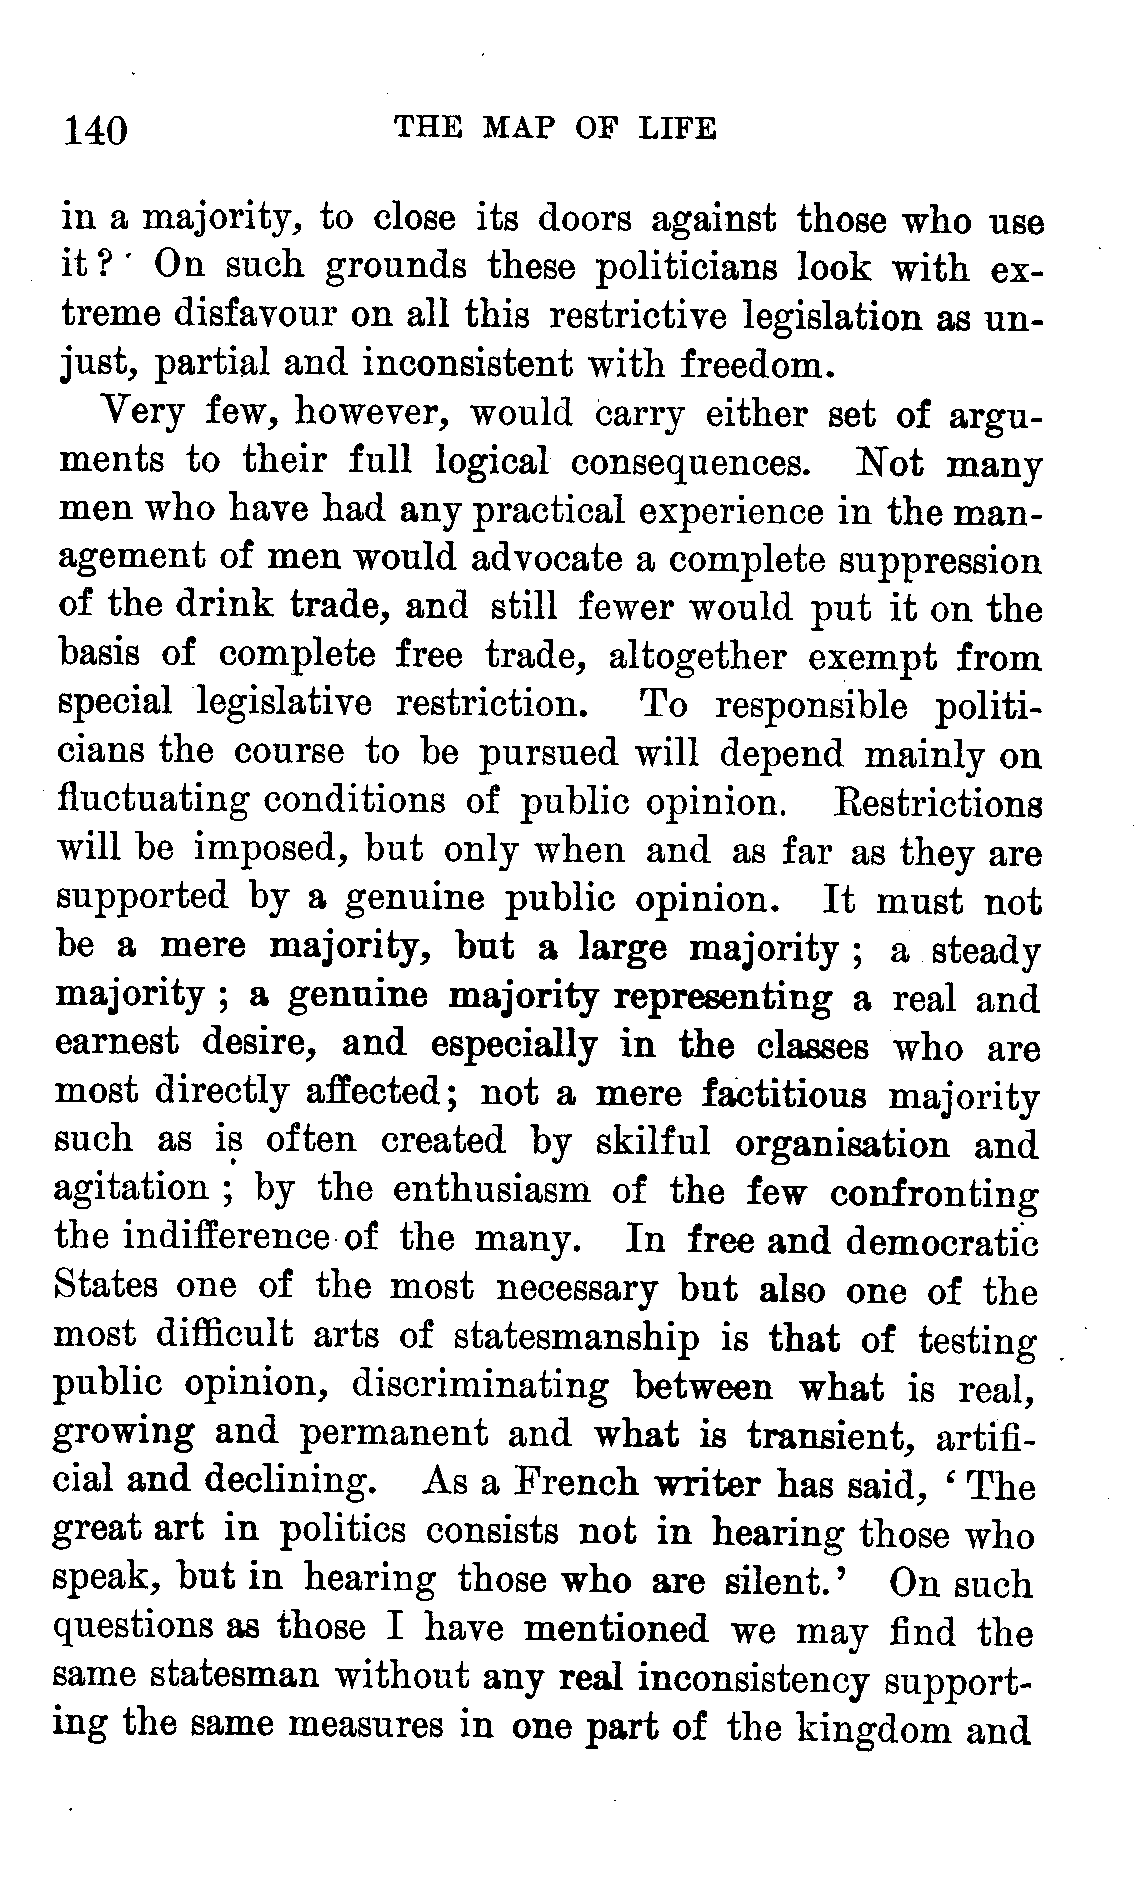 140 THE MAP OF LIFE
in a majority, to close its doors against those who use
it?' On such grounds these politicians look with ex-
treme disfavour on all this restrictive legislation as un-
just, partial and inconsistent with freedom.
Very few, however, would carry either set of argu-
ments to their full logical consequences. Not many
men who have had any practical experience in the man-
agement of men would advocate a complete suppression
of the drink trade, and still fewer would put it on the
basis of complete free trade, altogether exempt from
special legislative restriction. To responsible politi-
cians the course to be pursued will depend mainly on
fluctuating conditions of public opinion. Restrictions
will be imposed, but only when and as far as they are
supported by a genuine public opinion. It must not
be a mere majority, but a large majority; a steady
majority; a genuine majority representing a real and
earnest desire, and especially in the classes who are
most directly affected; not a mere factitious majority
such as is often created by skilful organisation and
agitation; by the enthusiasm of the few confronting
the indifference of the many. In free and democratic
States one of the most necessary but also one of the
most difficult arts of statesmanship is that of testing
public opinion, discriminating between what is real,
growing and permanent and what is transient, artifi-
cial and declining. As a French writer has said, 'The
great art in politics consists not in hearing those who
speak, but in hearing those who are silent.' On such
questions as those I have mentioned we may find the
same statesman without any real inconsistency support-
ing the same measures in one part of the kingdom and